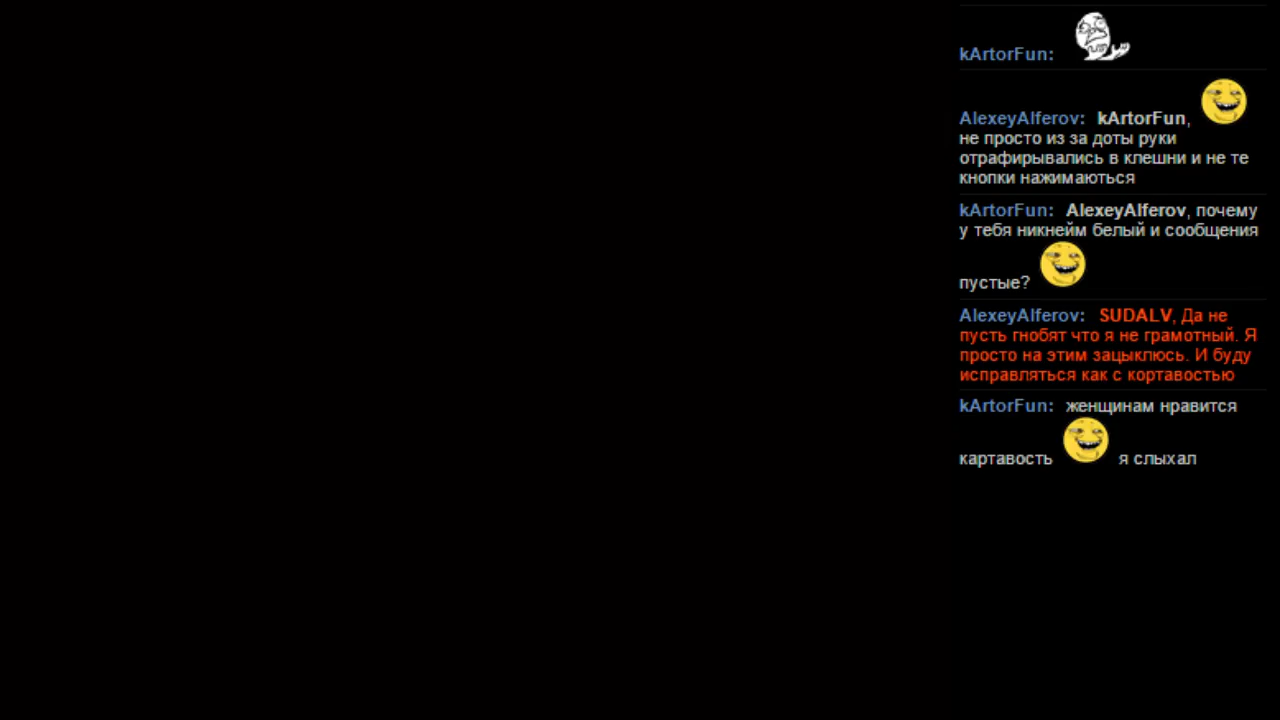 kArtorFun:
AlexeyAlferov: kArtorFun,
не просто из за доты руки
отрафирывались в клешни и не те
кнопки нажимаються
kArtorFun: AlexeyAlferov, почему
у тебя никнейм белый и сообщения
пустые?
AlexeyAlferov: SUDALV, Да не
пусть гнобят что я не грамотный. Я
просто на этим зацыклюсь. И буду
исправляться как с кортавостью
kArtorFun: женщинам нравится
картавость я слыхал